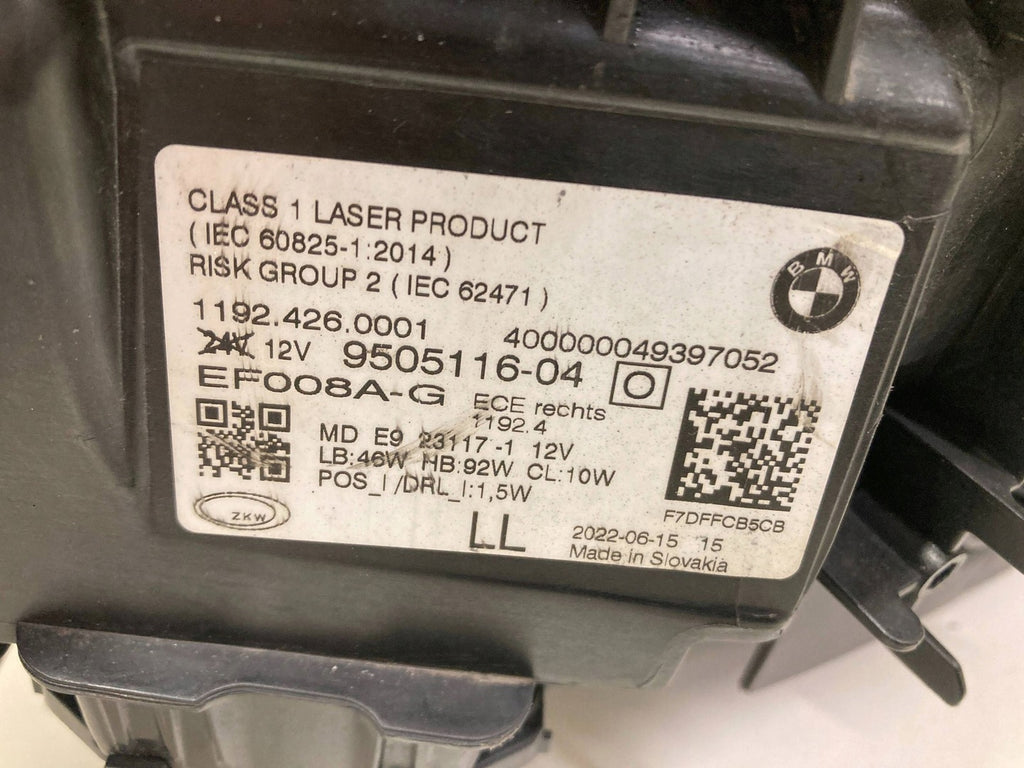 CLASS 1 LASER PRODUCT
( IEC 60825-1:2014 )
RISK GROUP 2 ( IEC 62471 )
BMW
1192.426.0001
400000049397052
24V 12V 9505116-04 O
EF008A-G ECE rechts
1192.4
MD E9 23117 -1 12V
LB:46W HB:92W CL:10W
POS_I /DRL_I:1,5W
ZKW
LL
F7DFFCB5CB
2022-06-15 15
Made in Slovakia